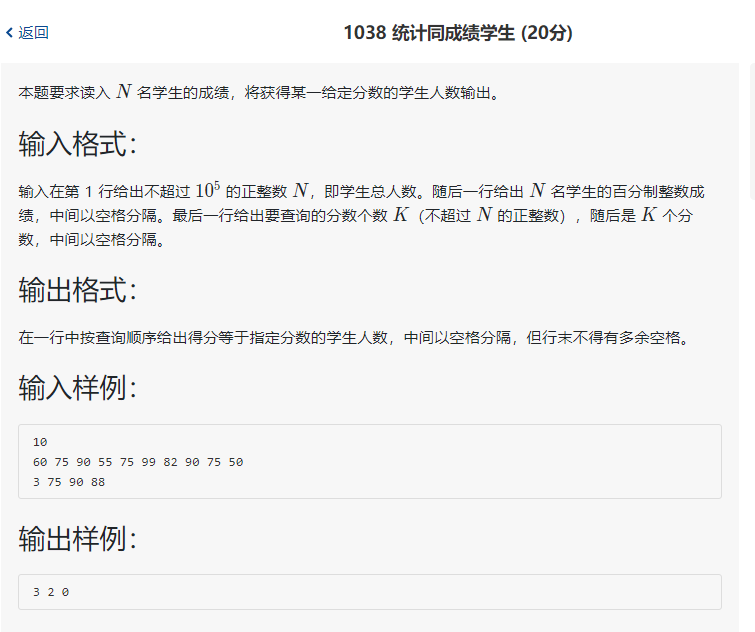 返回
1038 统计同成绩学生 (20分)
本题要求读入 N 名学生的成绩，将获得某一给定分数的学生人数输出。
输入格式：
输入在第 1 行给出不超过 10⁵ 的正整数 N，即学生总人数。随后一行给出 N 名学生的百分制整数成
绩，中间以空格分隔。最后一行给出要查询的分数个数 K（不超过 N 的正整数），随后是 K 个分
数，中间以空格分隔。
输出格式：
在一行中按查询顺序给出得分等于指定分数的学生人数，中间以空格分隔，但行末不得有多余空格。
输入样例：
10
60 75 90 55 75 99 82 90 75 50
3 75 90 88
输出样例：
3 2 0